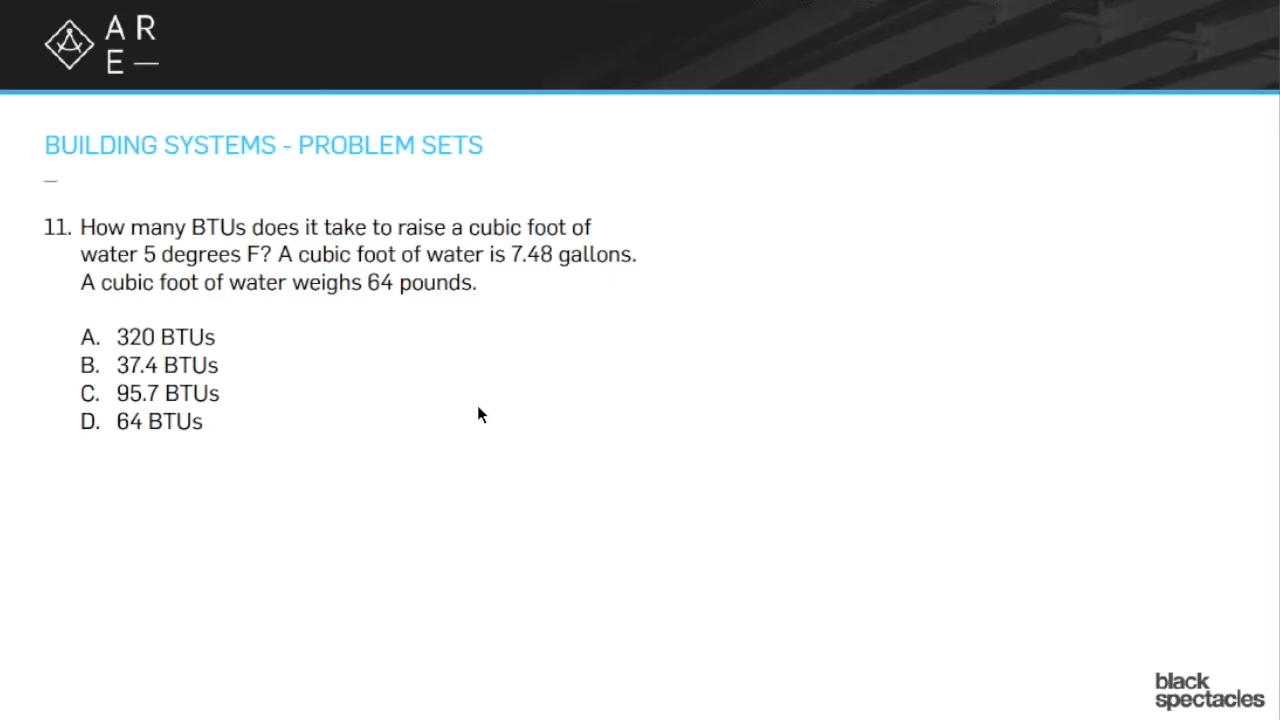 A R
E —
BUILDING SYSTEMS - PROBLEM SETS
—
11. How many BTUs does it take to raise a cubic foot of
water 5 degrees F? A cubic foot of water is 7.48 gallons.
A cubic foot of water weighs 64 pounds.
A. 320 BTUs
B. 37.4 BTUs
C. 95.7 BTUs
D. 64 BTUs
black
spectacles